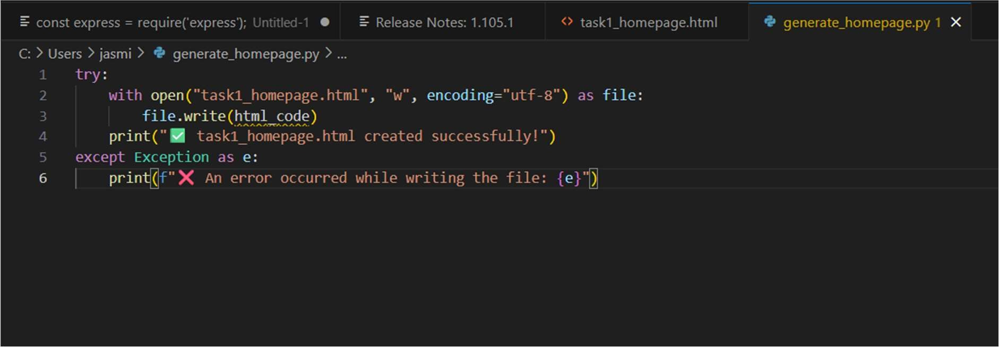 const express = require('express'); Untitled-1 ● Release Notes: 1.105.1 <> task1_homepage.html generate_homepage.py 1 ×
C: > Users > jasmi > generate_homepage.py > ...
1 try:
2     with open("task1_homepage.html", "w", encoding="utf-8") as file:
3         file.write(html_code)
4     print("✅ task1_homepage.html created successfully!")
5 except Exception as e:
6     print(f"❌ An error occurred while writing the file: {e}")